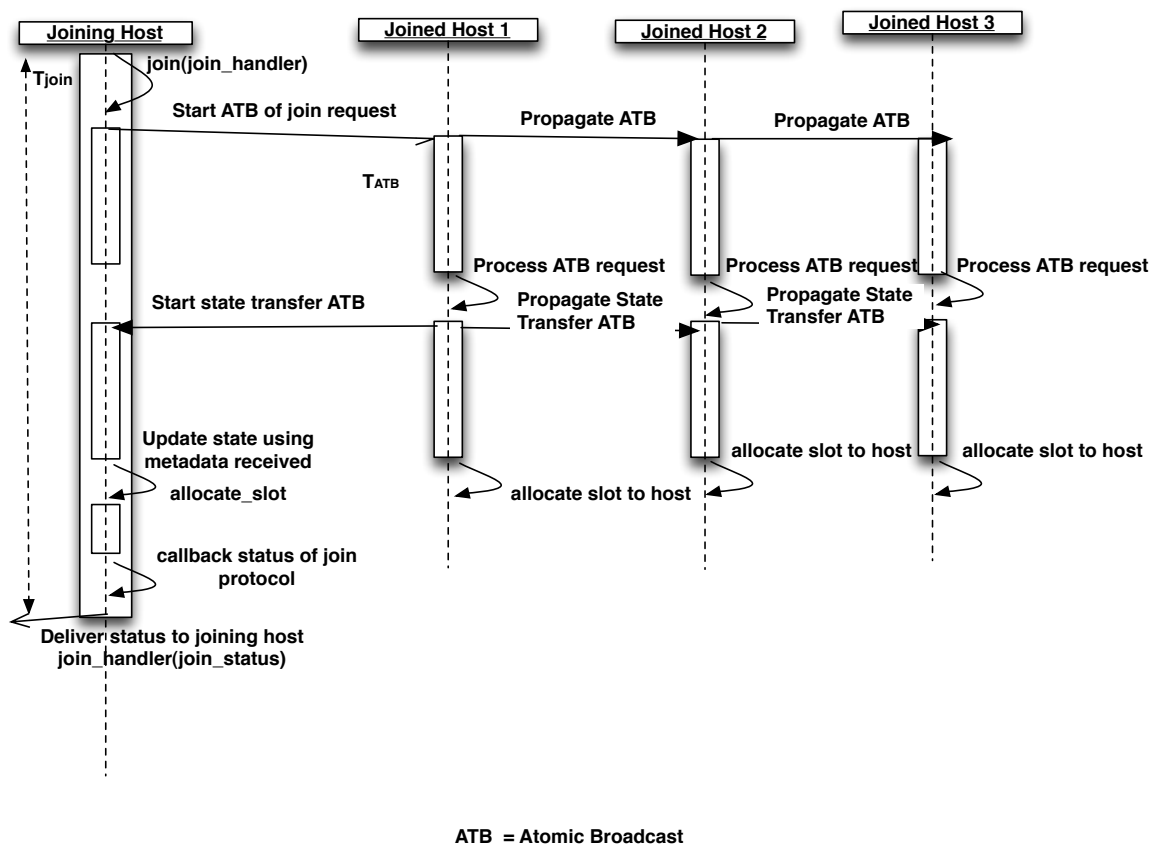 Joining Host
Joined Host 1
Joined Host 2
Joined Host 3
Tjoin
join(join_handler)
Start ATB of join request
Propagate ATB
Propagate ATB
TATB
Process ATB request
Process ATB request
Process ATB request
Start state transfer ATB
Propagate State
Transfer ATB
Propagate State
Transfer ATB
Update state using
metadata received
allocate_slot
allocate slot to host
allocate slot to host
allocate slot to host
callback status of join
protocol
Deliver status to joining host
join_handler(join_status)
ATB = Atomic Broadcast